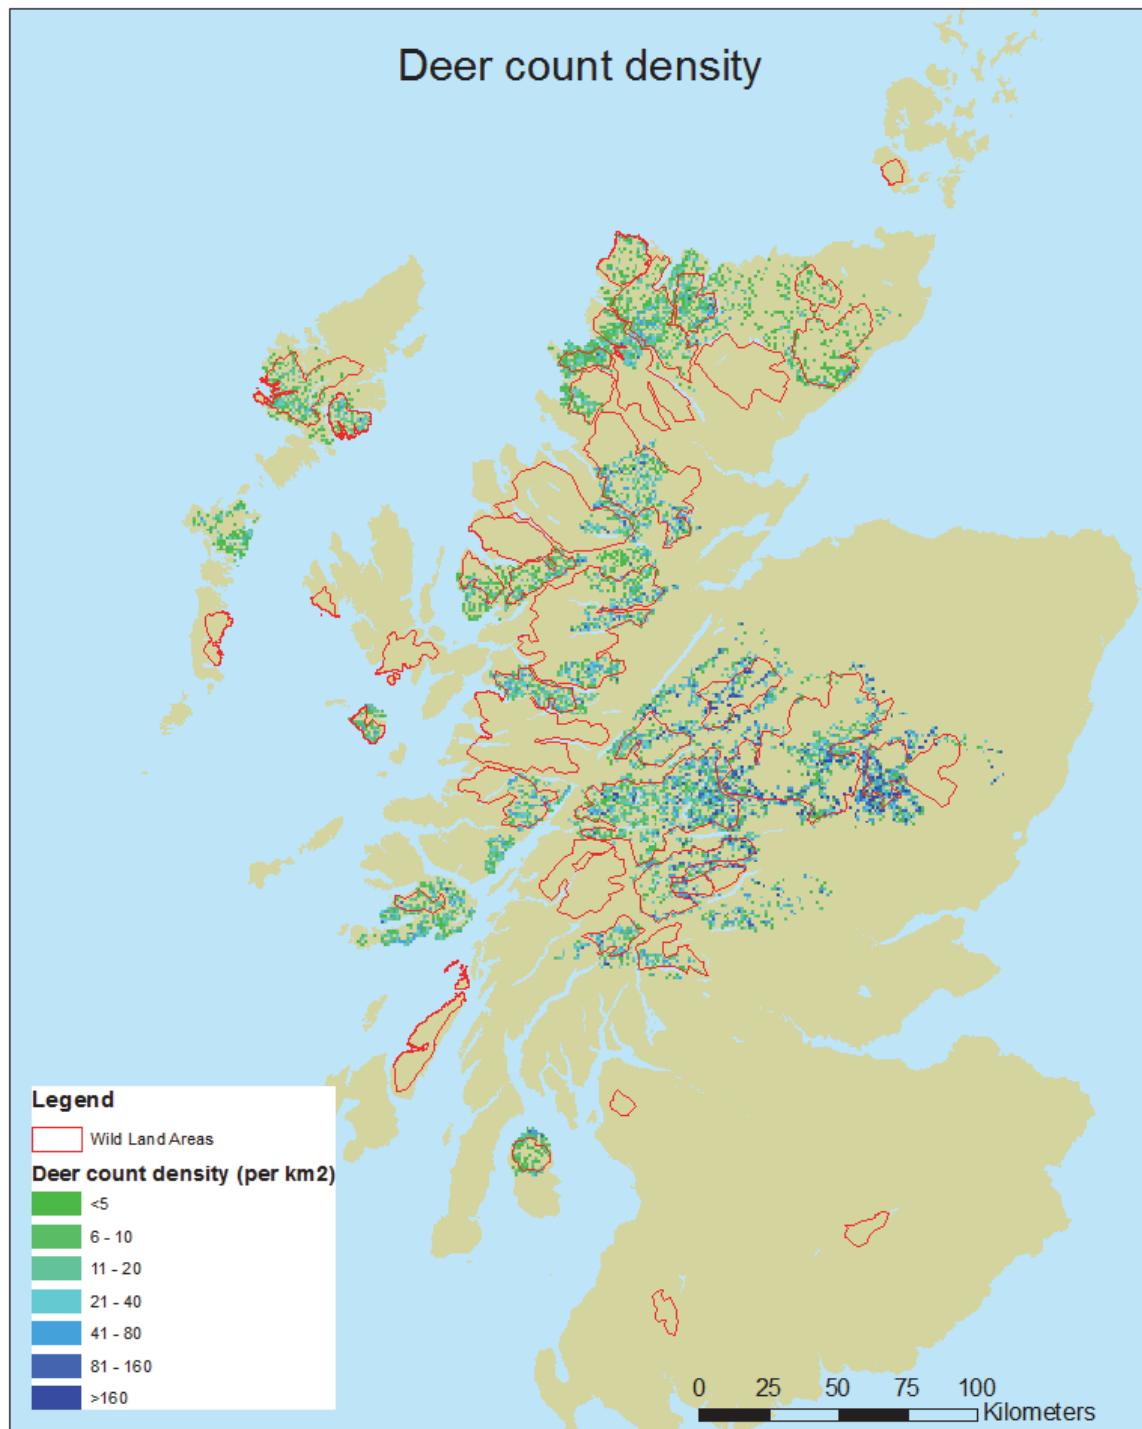 Deer count density
Legend
Wild Land Areas
Deer count density (per km2)
<5
6 - 10
11 - 20
21 - 40
41 - 80
81 - 160
>160
0 25 50 75 100
Kilometers